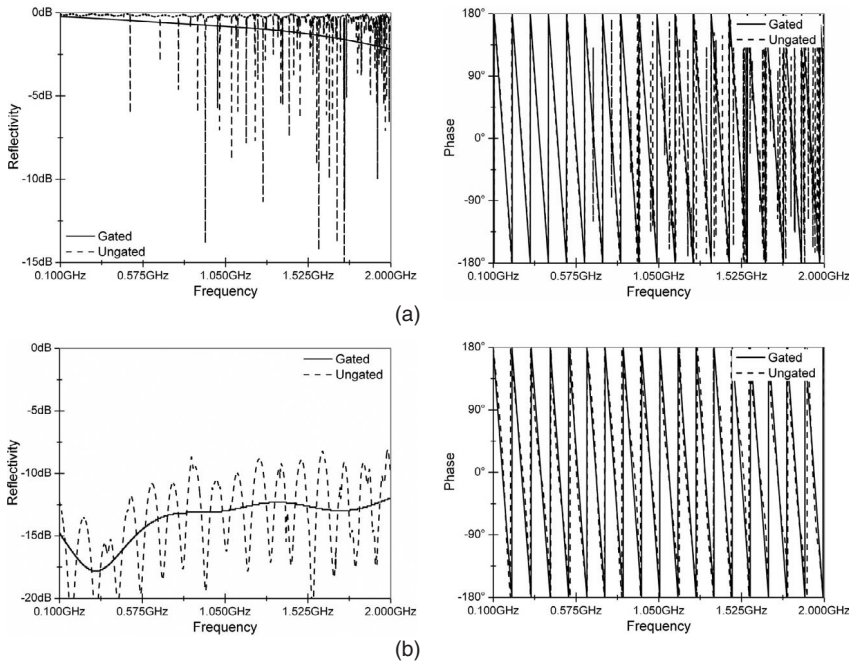 0dB
-5dB
-10dB
-15dB
Reflectivity
Gated
Ungated
0.100GHz 0.575GHz 1.050GHz 1.525GHz 2.000GHz
Frequency
180°
90°
0°
-90°
-180°
Phase
Gated
Ungated
0.100GHz 0.575GHz 1.050GHz 1.525GHz 2.000GHz
Frequency
(a)
0dB
-5dB
-10dB
-15dB
-20dB
Reflectivity
Gated
Ungated
0.100GHz 0.575GHz 1.050GHz 1.525GHz 2.000GHz
Frequency
180°
90°
0°
-90°
-180°
Phase
Gated
Ungated
0.100GHz 0.575GHz 1.050GHz 1.525GHz 2.000GHz
Frequency
(b)